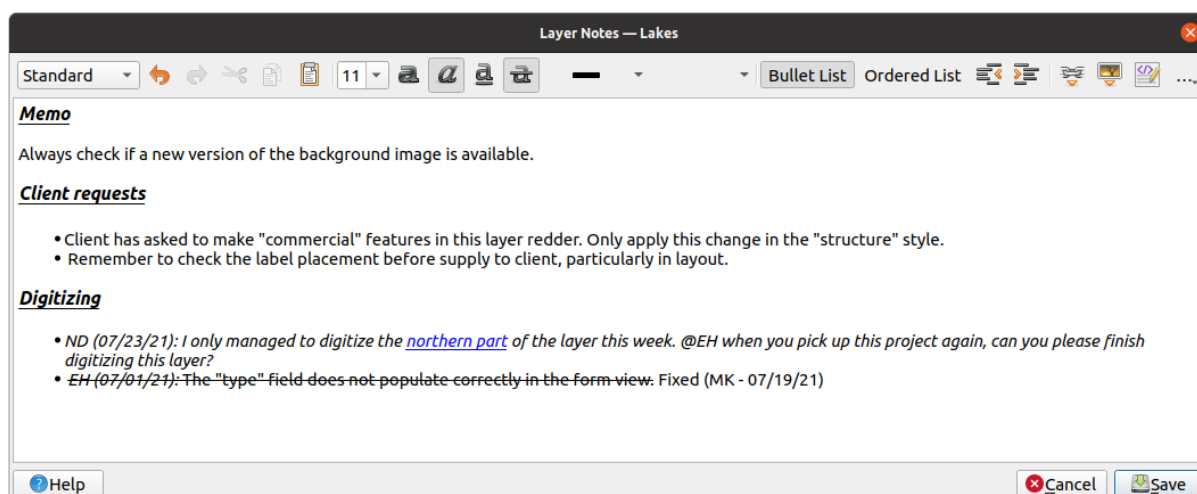 Layer Notes — Lakes
Standard 11 a a a a Bullet List Ordered List ...
Memo
Always check if a new version of the background image is available.
Client requests
• Client has asked to make "commercial" features in this layer redder. Only apply this change in the "structure" style.
• Remember to check the label placement before supply to client, particularly in layout.
Digitizing
• ND (07/23/21): I only managed to digitize the northern part of the layer this week. @EH when you pick up this project again, can you please finish
digitizing this layer?
• EH (07/01/21): The "type" field does not populate correctly in the form view. Fixed (MK - 07/19/21)
Help Cancel Save